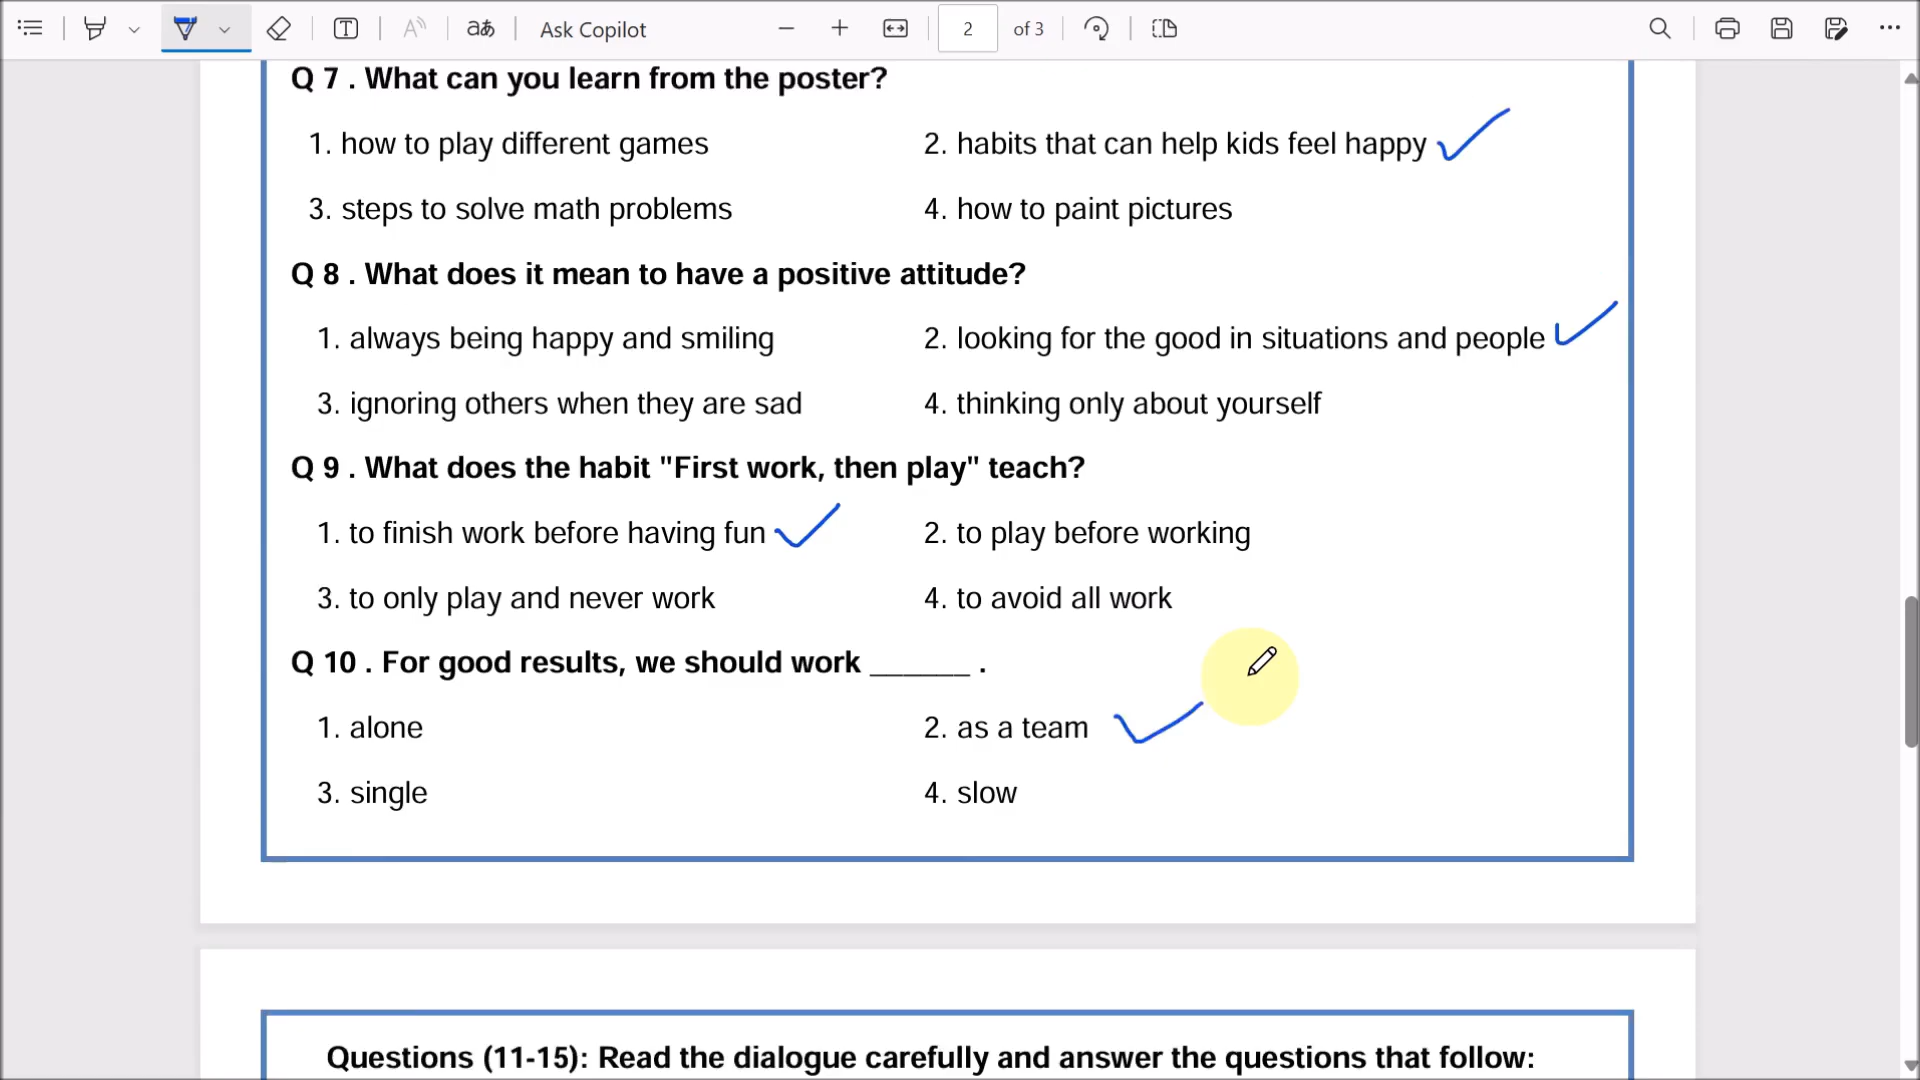 Ask Copilot 2 of 3
Q 7 . What can you learn from the poster?
1. how to play different games 2. habits that can help kids feel happy
3. steps to solve math problems 4. how to paint pictures
Q 8 . What does it mean to have a positive attitude?
1. always being happy and smiling 2. looking for the good in situations and people
3. ignoring others when they are sad 4. thinking only about yourself
Q 9 . What does the habit "First work, then play" teach?
1. to finish work before having fun 2. to play before working
3. to only play and never work 4. to avoid all work
Q 10 . For good results, we should work ______ .
1. alone 2. as a team
3. single 4. slow
Questions (11-15): Read the dialogue carefully and answer the questions that follow: